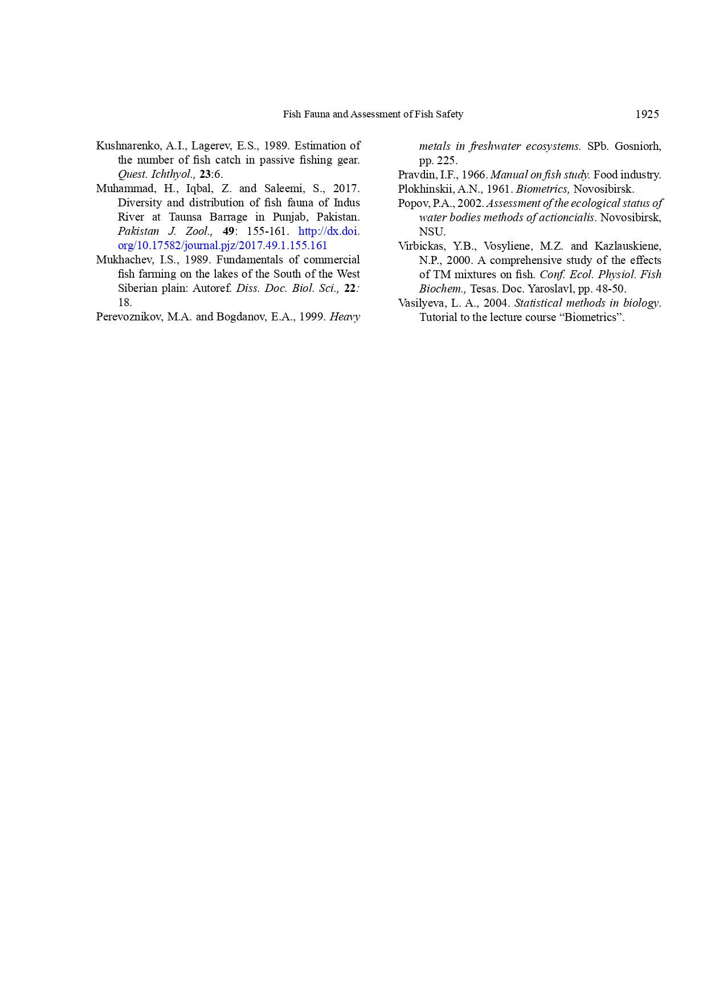 Fish Fauna and Assessment of Fish Safety 1925
Kushnarenko, A.I., Lagerev, E.S., 1989. Estimation of
the number of fish catch in passive fishing gear.
Quest. Ichthyol., 23:6.
Muhammad, H., Iqbal, Z. and Saleemi, S., 2017.
Diversity and distribution of fish fauna of Indus
River at Taunsa Barrage in Punjab, Pakistan.
Pakistan J. Zool., 49: 155-161. http://dx.doi.
org/10.17582/journal.pjz/2017.49.1.155.161
Mukhachev, I.S., 1989. Fundamentals of commercial
fish farming on the lakes of the South of the West
Siberian plain: Autoref. Diss. Doc. Biol. Sci., 22:
18.
Perevoznikov, M.A. and Bogdanov, E.A., 1999. Heavy
metals in freshwater ecosystems. SPb. Gosniorh,
pp. 225.
Pravdin, I.F., 1966. Manual on fish study. Food industry.
Plokhinskii, A.N., 1961. Biometrics, Novosibirsk.
Popov, P.A., 2002. Assessment of the ecological status of
water bodies methods of actioncialis. Novosibirsk,
NSU.
Virbickas, Y.B., Vosyliene, M.Z. and Kazlauskiene,
N.P., 2000. A comprehensive study of the effects
of TM mixtures on fish. Conf. Ecol. Physiol. Fish
Biochem., Tesas. Doc. Yaroslavl, pp. 48-50.
Vasilyeva, L. A., 2004. Statistical methods in biology.
Tutorial to the lecture course “Biometrics”.